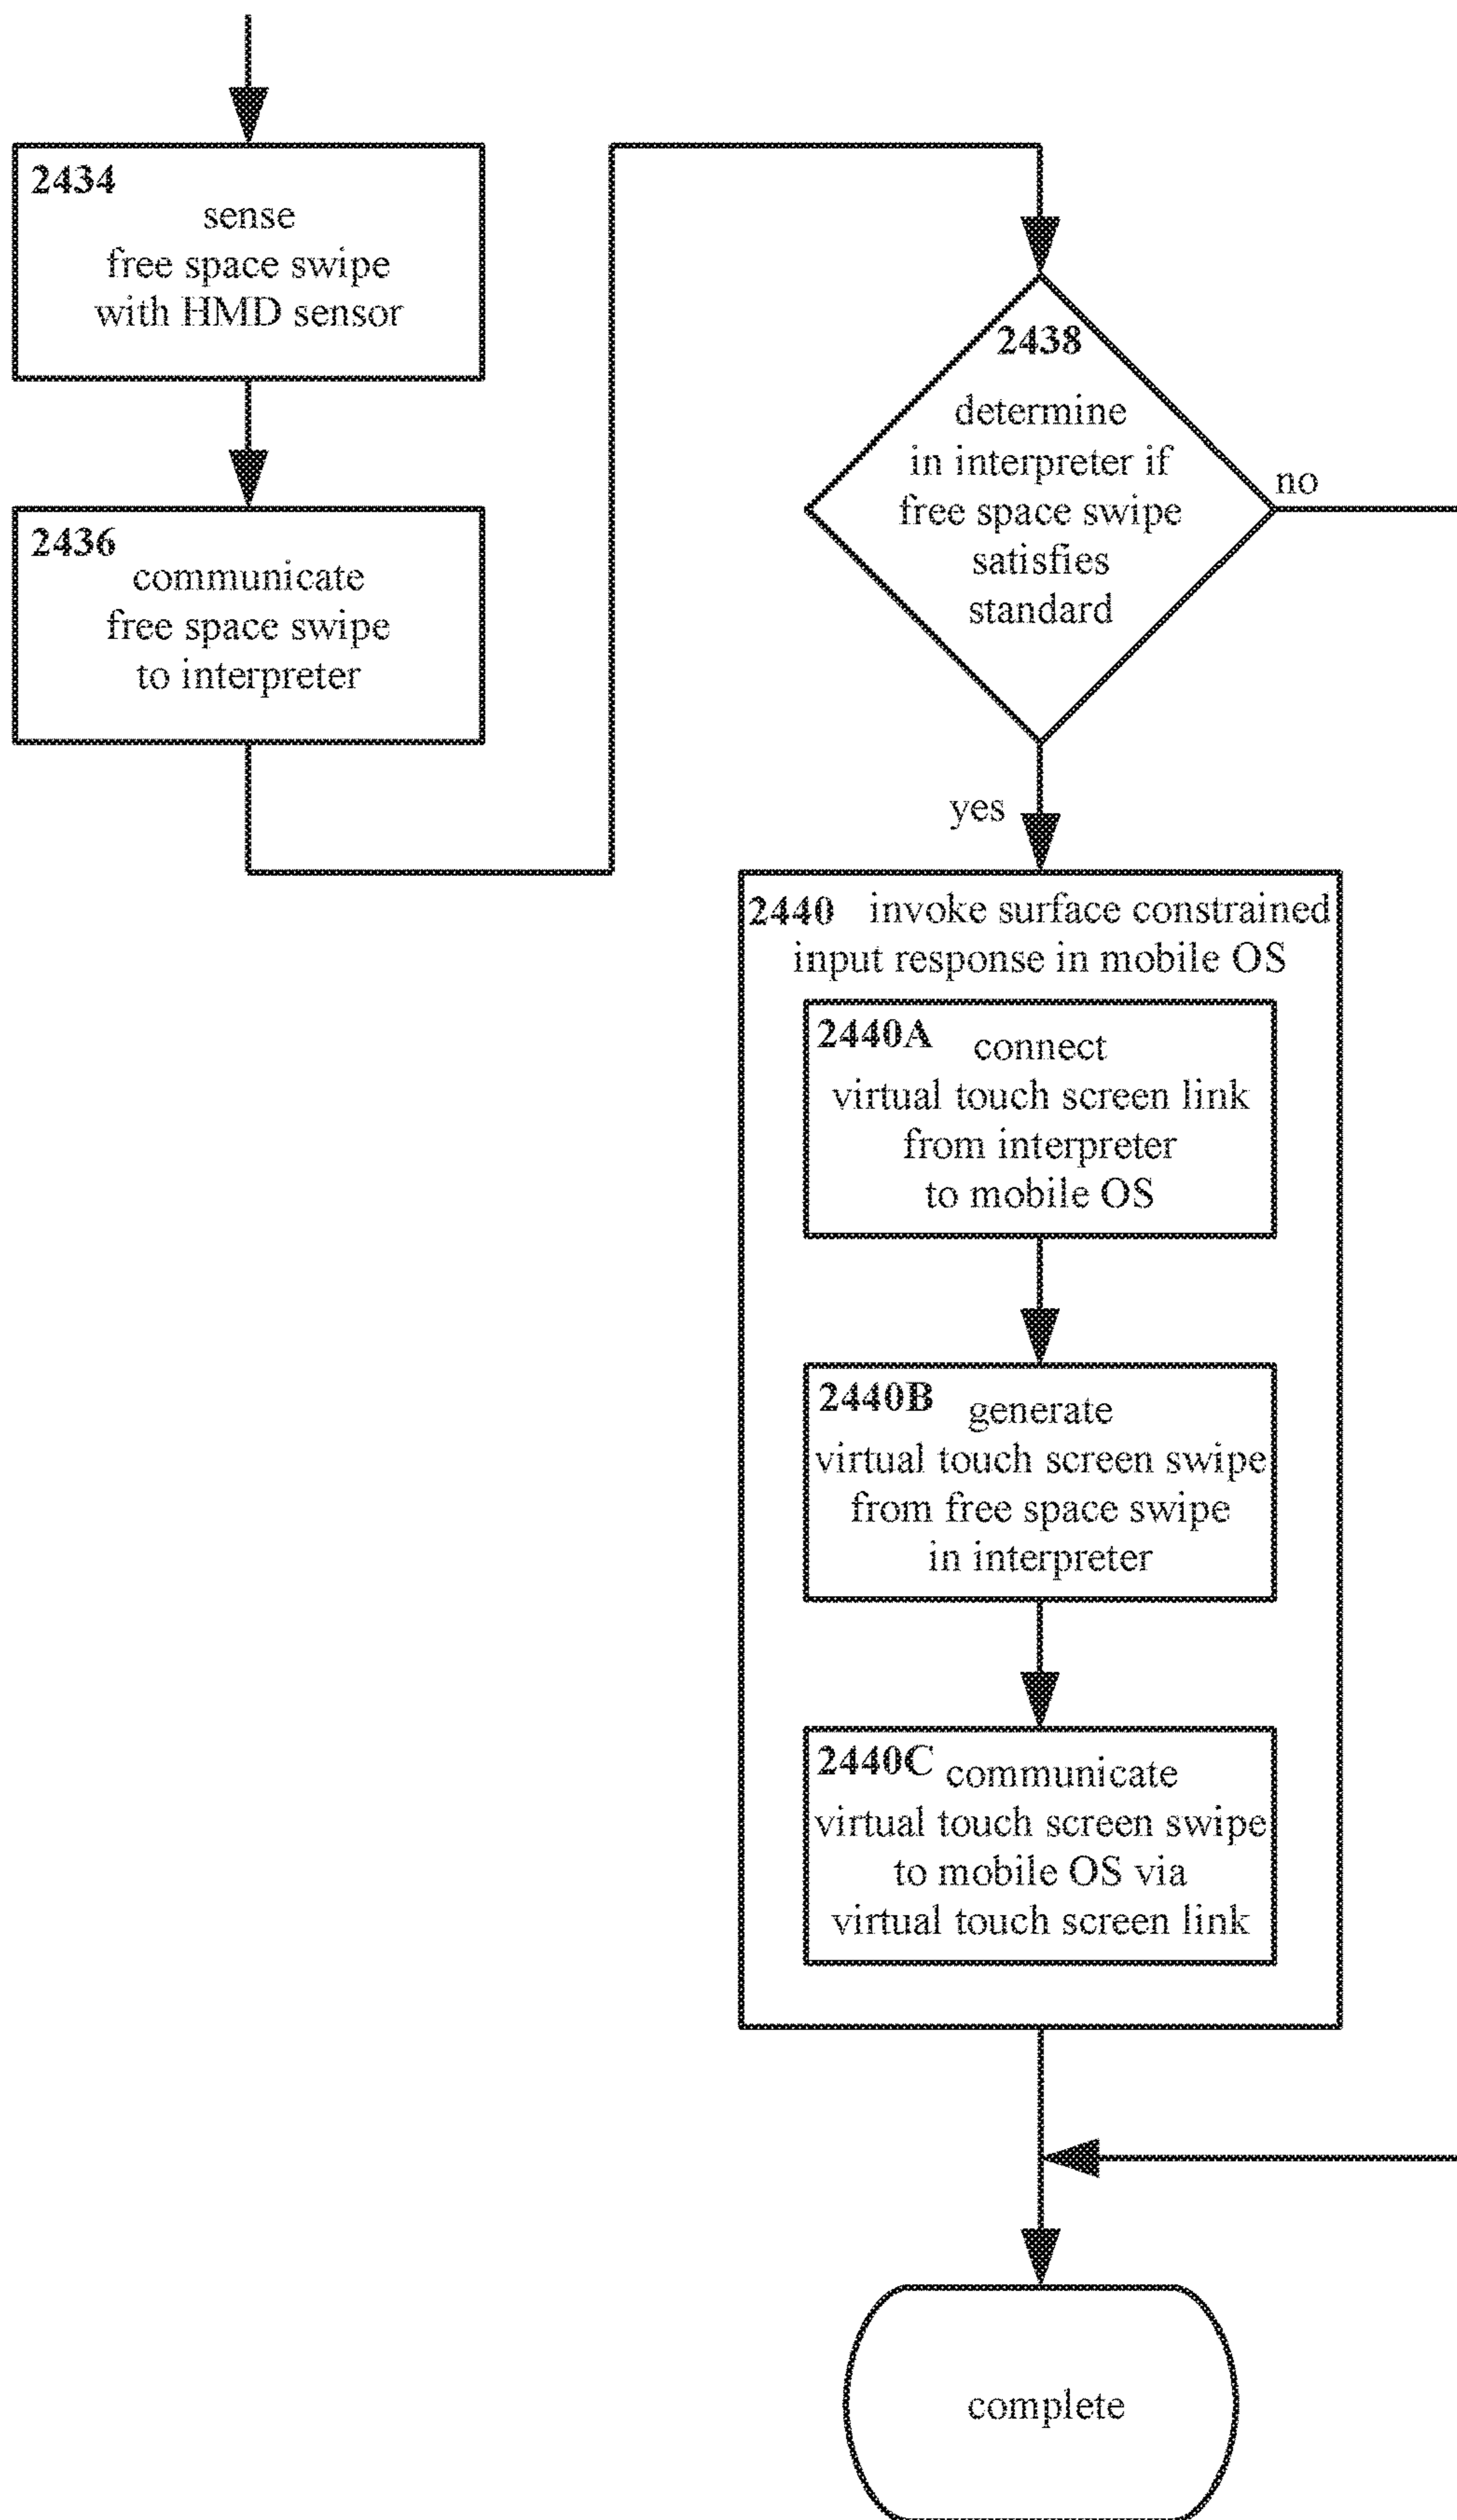 2434
sense
free space swipe
with HMD sensor
2436
communicate
free space swipe
to interpreter
2438
determine
in interpreter if
free space swipe
satisfies
standard
no
yes
2440 invoke surface constrained
input response in mobile OS
2440A connect
virtual touch screen link
from interpreter
to mobile OS
2440B generate
virtual touch screen swipe
from free space swipe
in interpreter
2440C communicate
virtual touch screen swipe
to mobile OS via
virtual touch screen link
complete